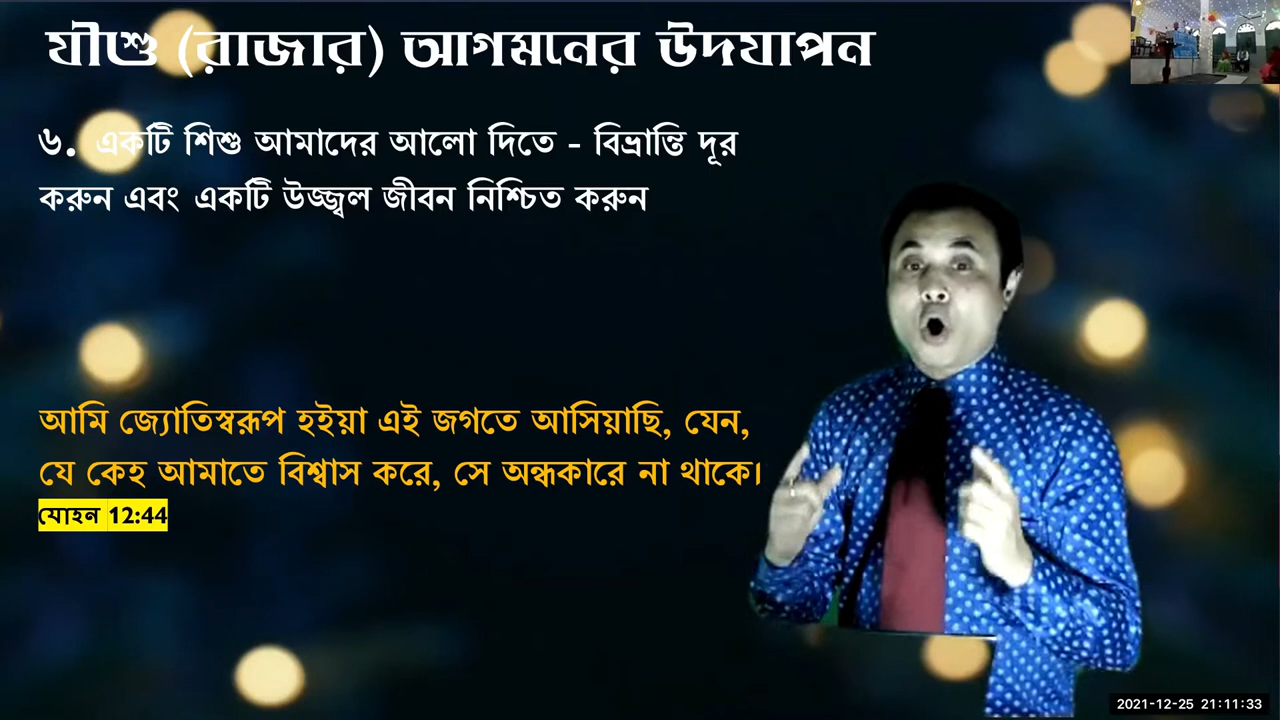 যীশু (রাজার) আগমনের উদযাপন
৬. একটি শিশু আমাদের আলো দিতে - বিভ্রান্তি দূর
করুন এবং একটি উজ্জ্বল জীবন নিশ্চিত করুন
আমি জ্যোতিস্বরূপ হইয়া এই জগতে আসিয়াছি, যেন,
যে কেহ আমাতে বিশ্বাস করে, সে অন্ধকারে না থাকে।
যোহন 12:44
2021-12-25 21:11:33